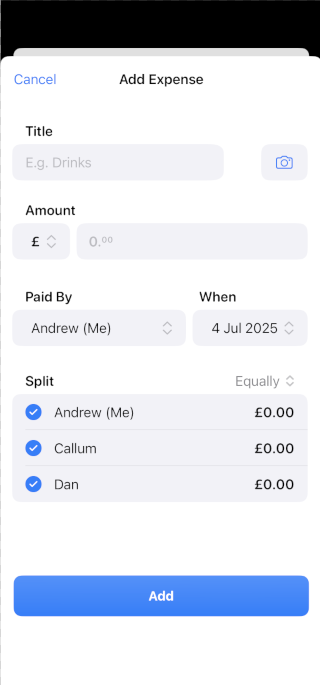 Cancel Add Expense
Title
E.g. Drinks
Amount
£ 0.⁰⁰
Paid By When
Andrew (Me) 4 Jul 2025
Split Equally
Andrew (Me) £0.00
Callum £0.00
Dan £0.00
Add